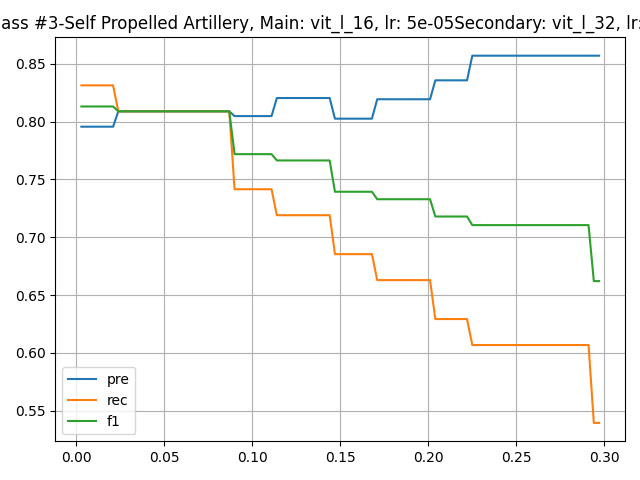 ass #3-Self Propelled Artillery, Main: vit_l_16, lr: 5e-05Secondary: vit_l_32, lr:
0.85
0.80
0.75
0.70
0.65
0.60
0.55
pre
rec
f1
0.00 0.05 0.10 0.15 0.20 0.25 0.30